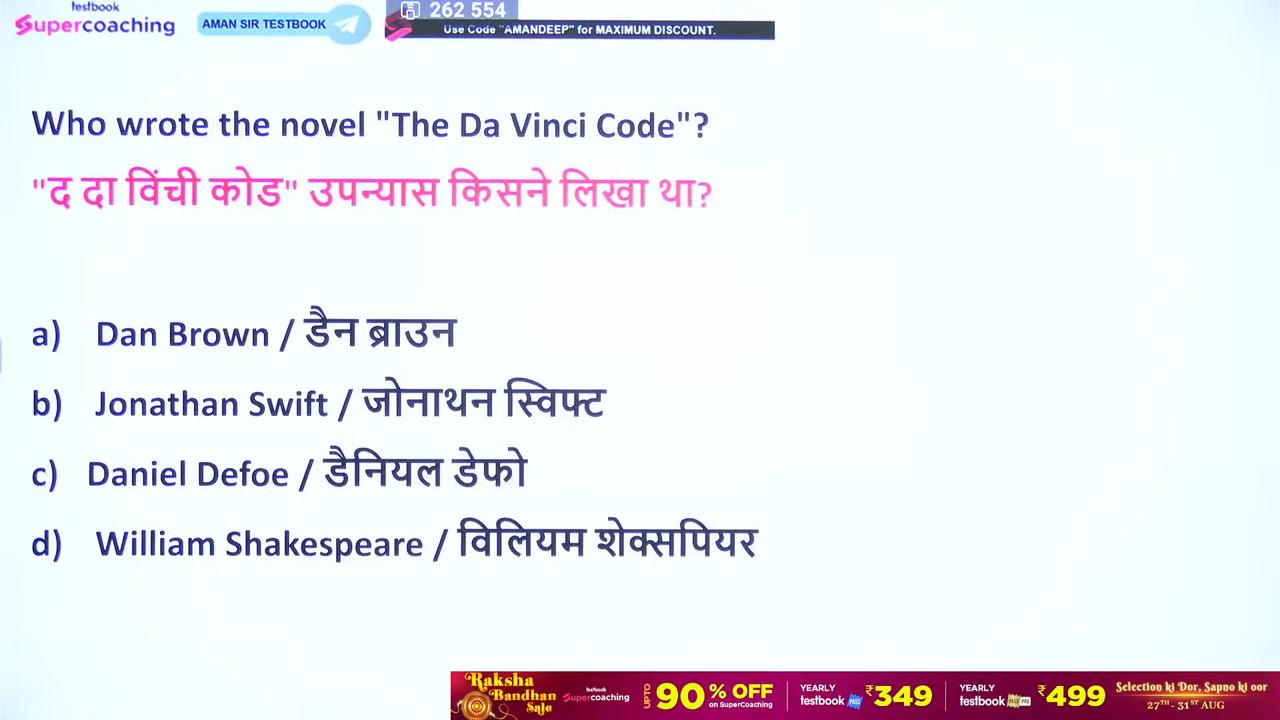 testbook
Supercoaching
AMAN SIR TESTBOOK
262 554
Use Code "AMANDEEP" for MAXIMUM DISCOUNT.
Who wrote the novel "The Da Vinci Code"?
"द दा विंची कोड" उपन्यास किसने लिखा था?
a) Dan Brown / डैन ब्राउन
b) Jonathan Swift / जोनाथन स्विफ्ट
c) Daniel Defoe / डैनियल डेफो
d) William Shakespeare / विलियम शेक्सपियर
Raksha Bandhan Sale
testbook Supercoaching
UPTO 90% OFF on SuperCoaching
YEARLY testbook PASS ₹349
YEARLY testbook PASS PRO ₹499
Selection ki Dor, Sapno ki oor
27TH - 31ST AUG